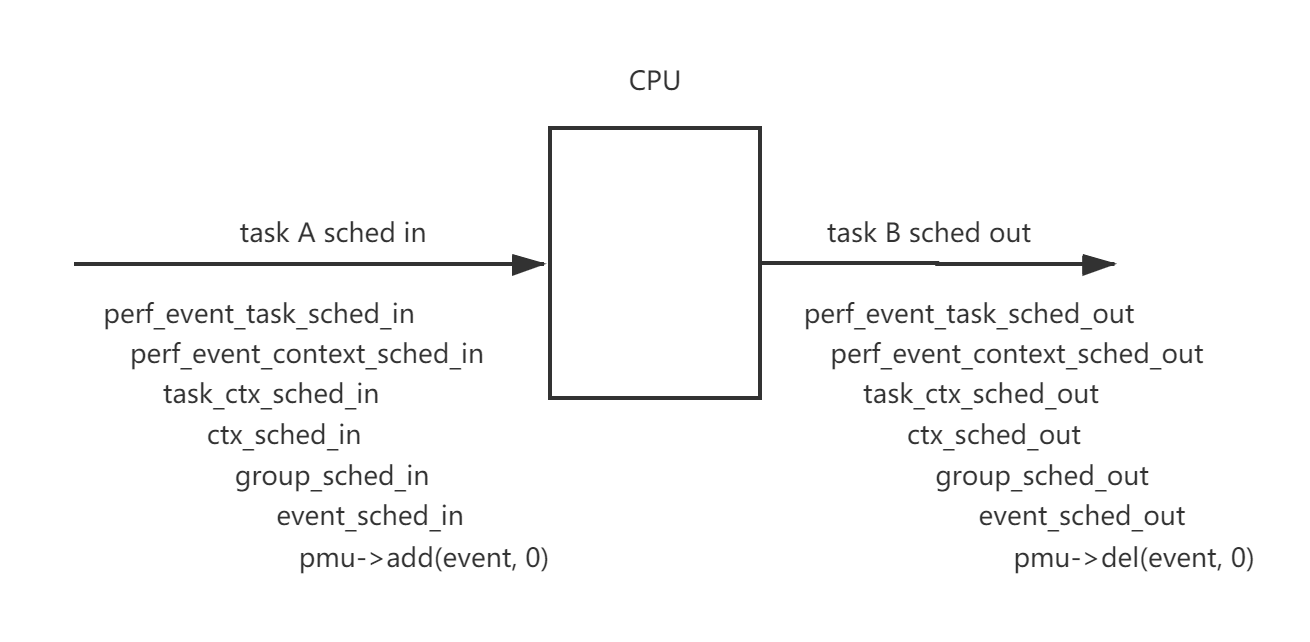 CPU
task A sched in
perf_event_task_sched_in
perf_event_context_sched_in
task_ctx_sched_in
ctx_sched_in
group_sched_in
event_sched_in
pmu->add(event, 0)
task B sched out
perf_event_task_sched_out
perf_event_context_sched_out
task_ctx_sched_out
ctx_sched_out
group_sched_out
event_sched_out
pmu->del(event, 0)